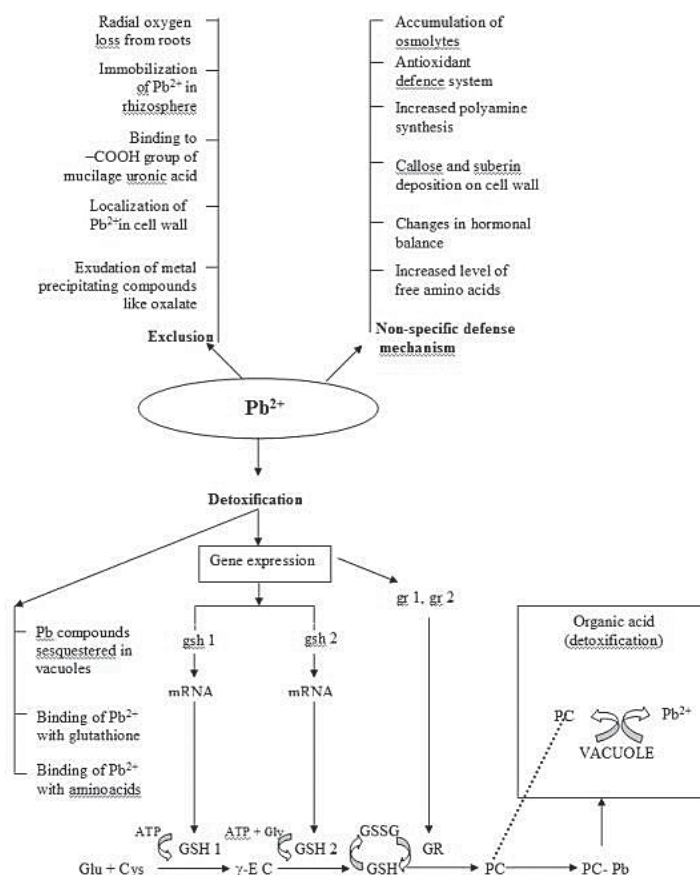 Radial oxygen
loss from roots
Immobilization
of Pb²⁺ in
rhizosphere
Binding to
–COOH group of
mucilage uronic acid
Localization of
Pb²⁺in cell wall
Exudation of metal
precipitating compounds
like oxalate
Exclusion
Accumulation of
osmolytes
Antioxidant
defence system
Increased polyamine
synthesis
Callose and suberin
deposition on cell wall
Changes in hormonal
balance
Increased level of
free amino acids
Non-specific defense
mechanism
Pb²⁺
Detoxification
Gene expression
gr 1, gr 2
Pb compounds
sesquestered in
vacuoles
Binding of Pb²⁻
with glutathione
Binding of Pb²⁺
with aminoacids
gsh 1
gsh 2
mRNA
mRNA
Organic acid
(detoxification)
PC
Pb²⁺
VACUOLE
ATP
GSH 1
ATP + Gly
GSH 2
GSSG
GR
Glu + Cys
γ-E C
GSH
PC
PC- Pb